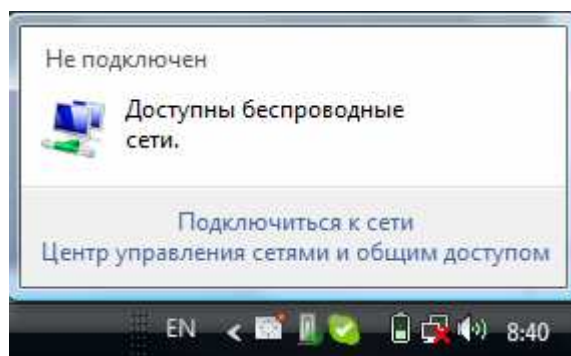 Не подключен
Доступны беспроводные
сети.
Подключиться к сети
Центр управления сетями и общим доступом
EN
8:40